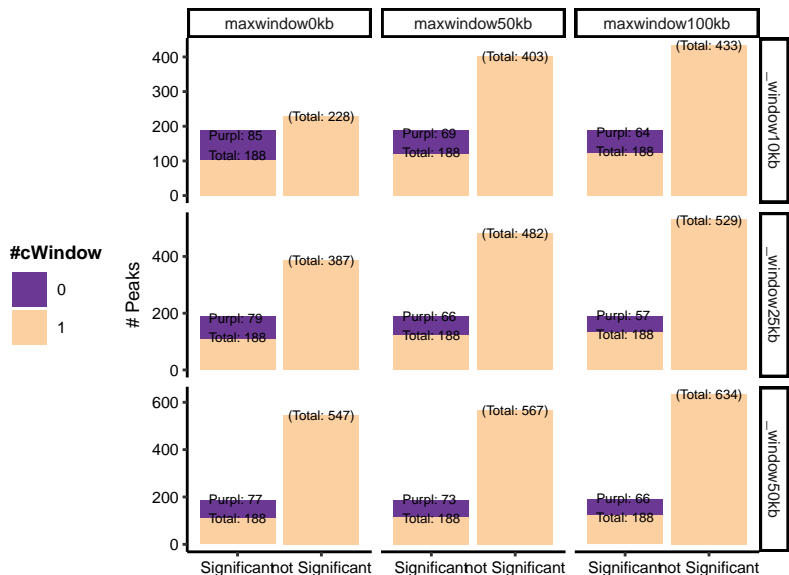 maxwindow0kb
maxwindow50kb
maxwindow100kb
400
300
200
100
0
Purpl: 85
Total: 188
(Total: 228)
Purpl: 69
Total: 188
(Total: 403)
Purpl: 64
Total: 188
(Total: 433)
_window10kb
#cWindow
0
1
# Peaks
400
200
0
Purpl: 79
Total: 188
(Total: 387)
Purpl: 66
Total: 188
(Total: 482)
Purpl: 57
Total: 188
(Total: 529)
_window25kb
600
400
200
0
Purpl: 77
Total: 188
(Total: 547)
Purpl: 73
Total: 188
(Total: 567)
Purpl: 66
Total: 188
(Total: 634)
_window50kb
Significant
not Significant
Significant
not Significant
Significant
not Significant